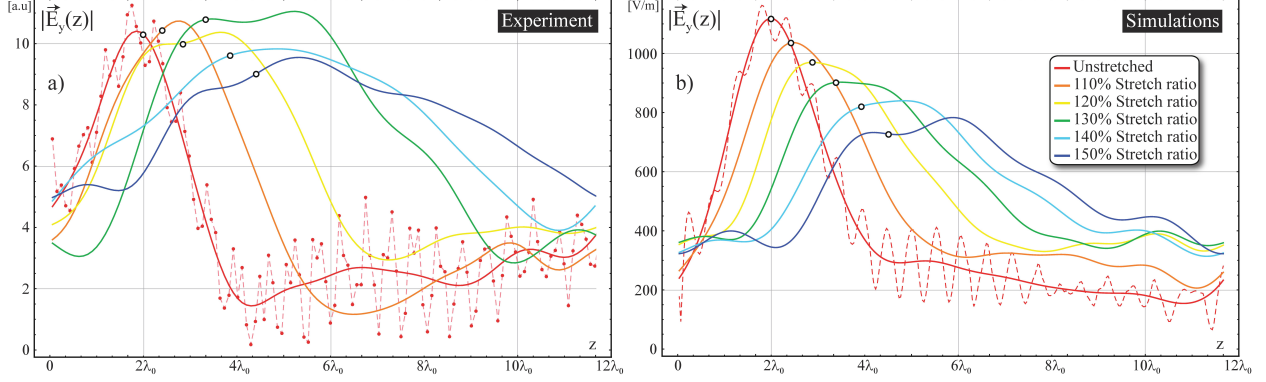 [a.u]
|E⃗y(z)|
Experiment
a)
10
8
6
4
2
0
0 2λ₀ 4λ₀ 6λ₀ 8λ₀ 10λ₀ 12λ₀
z
[V/m]
|E⃗y(z)|
Simulations
b)
Unstretched
110% Stretch ratio
120% Stretch ratio
130% Stretch ratio
140% Stretch ratio
150% Stretch ratio
1000
800
600
400
200
0
0 2λ₀ 4λ₀ 6λ₀ 8λ₀ 10λ₀ 12λ₀
z